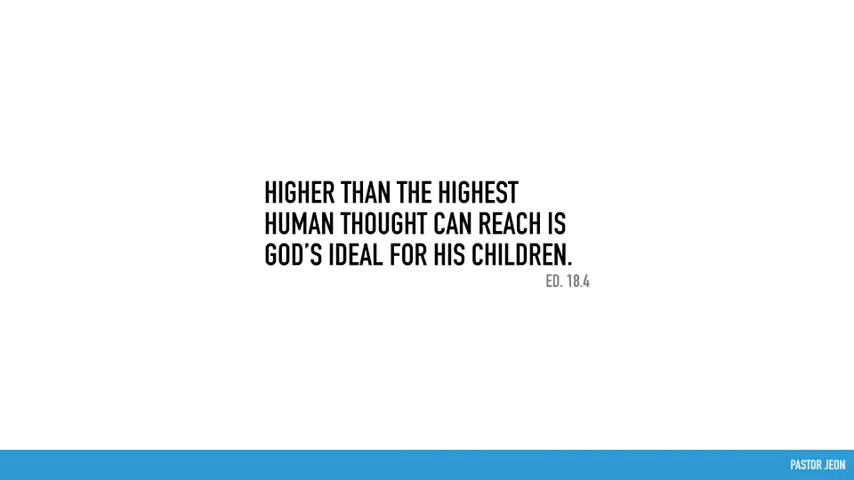 HIGHER THAN THE HIGHEST
HUMAN THOUGHT CAN REACH IS
GOD’S IDEAL FOR HIS CHILDREN.
ED. 18.4
PASTOR JEON